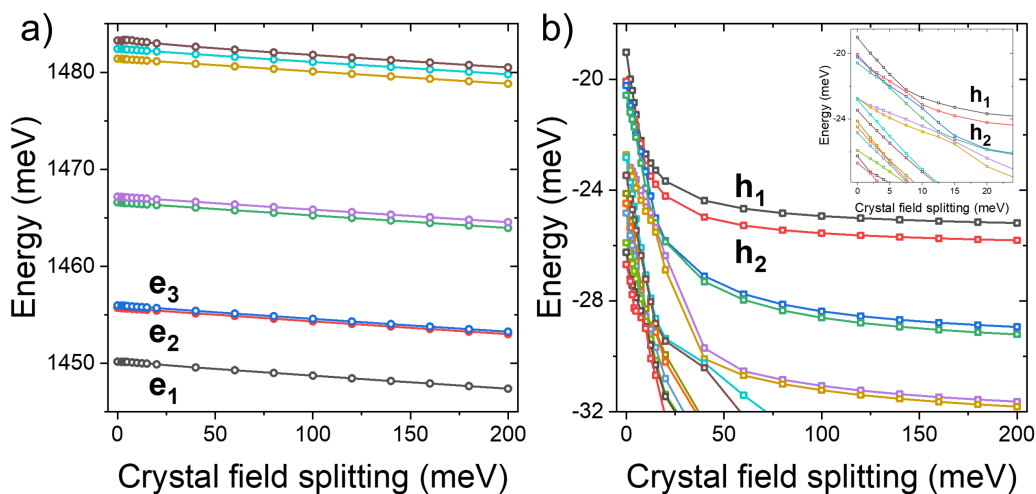 a)
Energy (meV)
1480
1470
1460
1450
e3
e2
e1
0 50 100 150 200
Crystal field splitting (meV)
b)
Energy (meV)
-20
-24
-28
-32
h1
h2
0 50 100 150 200
Crystal field splitting (meV)
Energy (meV)
-20
-24
h1
h2
0 5 10 15 20
Crystal field splitting (meV)